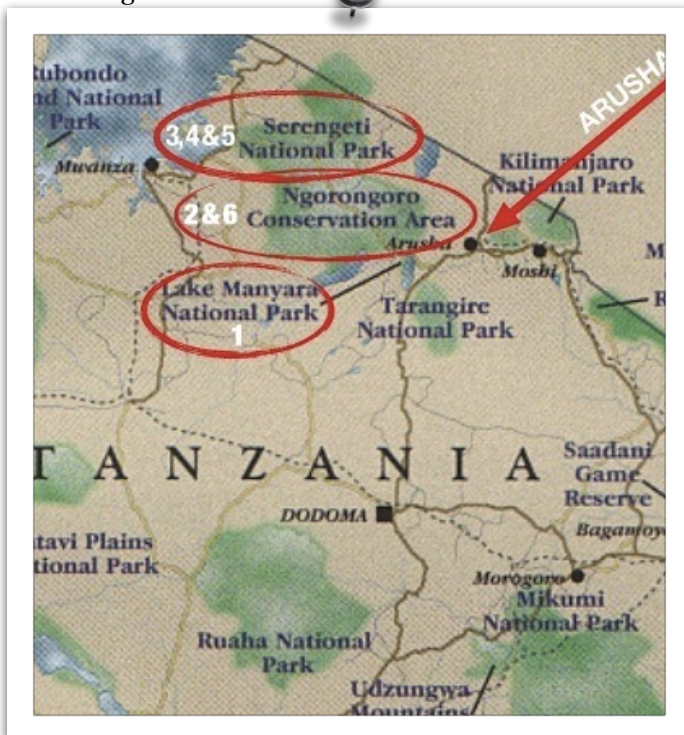 Rubondo
nd National
Park
ARUSHA
3,4&5
Serengeti
National Park
Mwanza
Kilimanjaro
National Park
2&6
Ngorongoro
Conservation Area
Arusha
Moshi
M
Lake Manyara
National Park
1
R
Tarangire
National Park
TANZANIA
Saadani
Game
Reserve
DODOMA
Bagamoyo
tavi Plains
tional Park
Morogoro
Mikumi
National Park
Ruaha National
Park
Udzungwa
Mountains